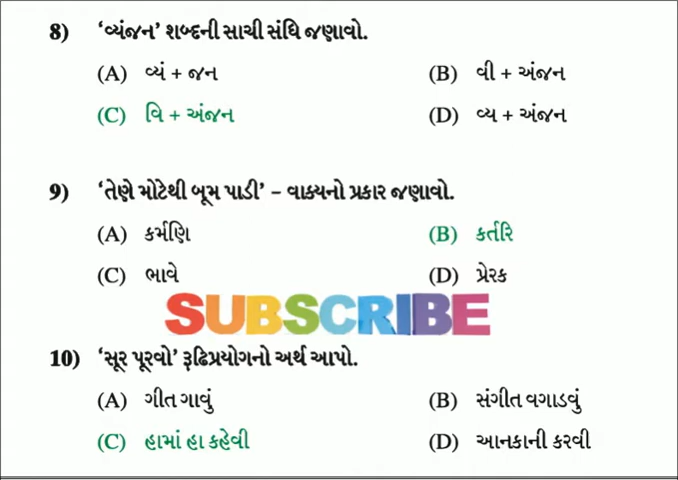 8) ‘વ્યંજન’ શબ્દની સાચી સંધિ જણાવો.
(A) વ્યં + જન (B) વી + અંજન
(C) વિ + અંજન (D) વ્ય + અંજન
9) ‘તેણે મોટેથી બૂમ પાડી’ – વાક્યનો પ્રકાર જણાવો.
(A) કર્મણિ (B) કર્તરિ
(C) ભાવે (D) પ્રેરક
SUBSCRIBE
10) ‘સૂર પૂરવો’ રૂઢિપ્રયોગનો અર્થ આપો.
(A) ગીત ગાવું (B) સંગીત વગાડવું
(C) હામાં હા કહેવી (D) આનકાની કરવી